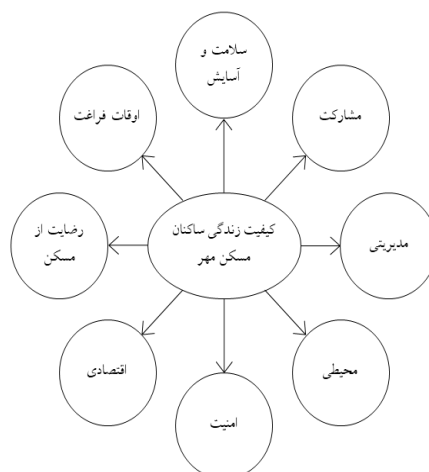 سلامت و
آسایش
اوقات فراغت
مشارکت
کیفیت زندگی ساکنان
مسکن مهر
رضایت از
مسکن
مدیریتی
اقتصادی
محیطی
امنیت